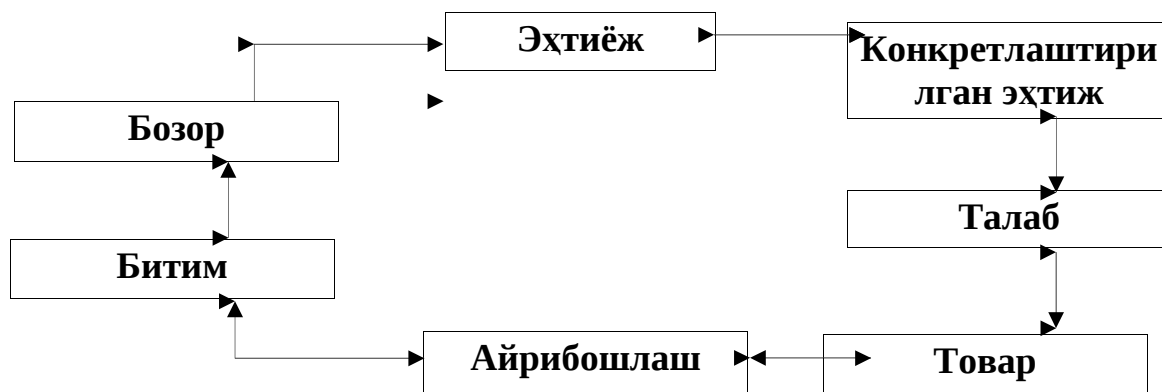 Эҳтиёж
Конкретлаштири
лган эҳтиж
Бозор
Талаб
Битим
Айрибошлаш
Товар